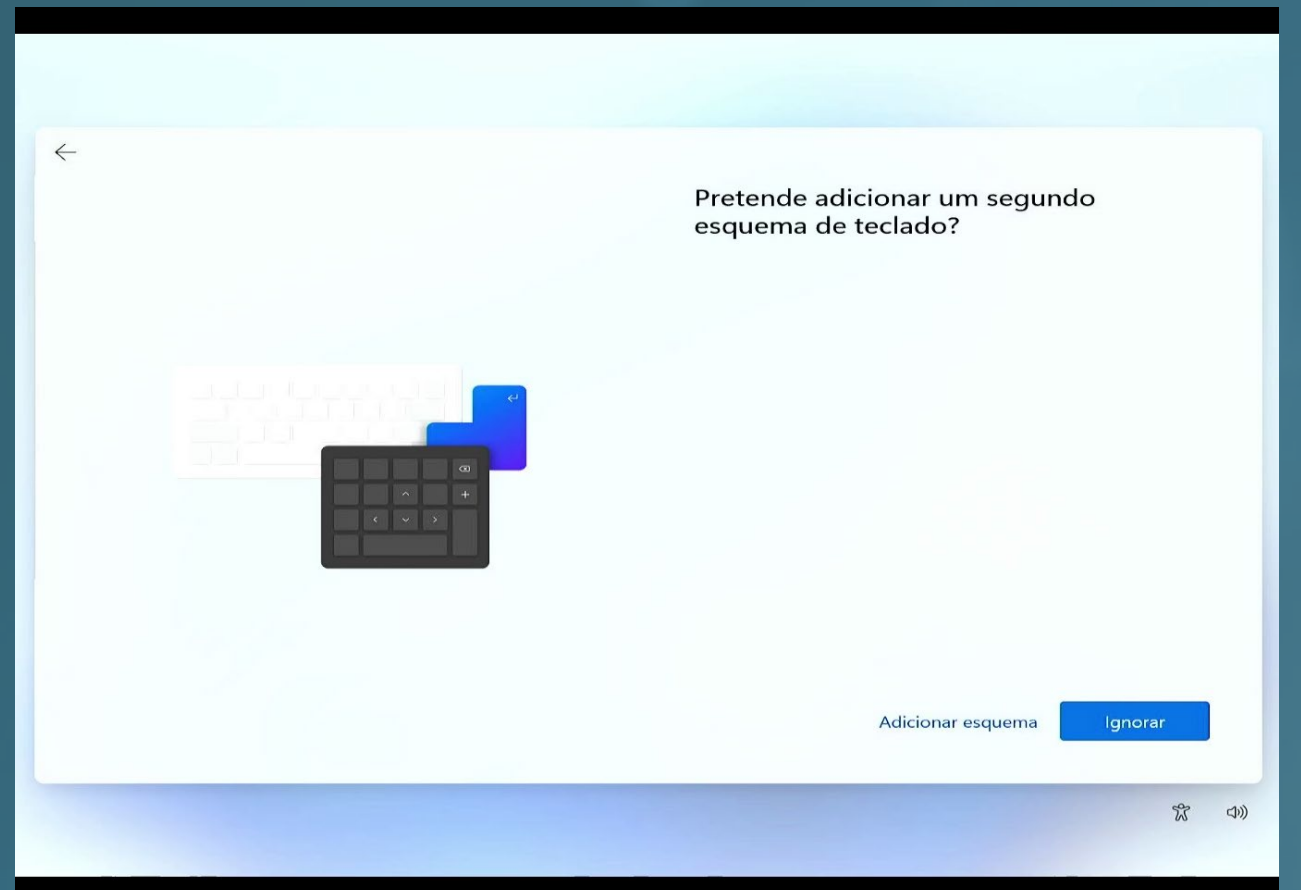 Pretende adicionar um segundo
esquema de teclado?
Adicionar esquema
Ignorar